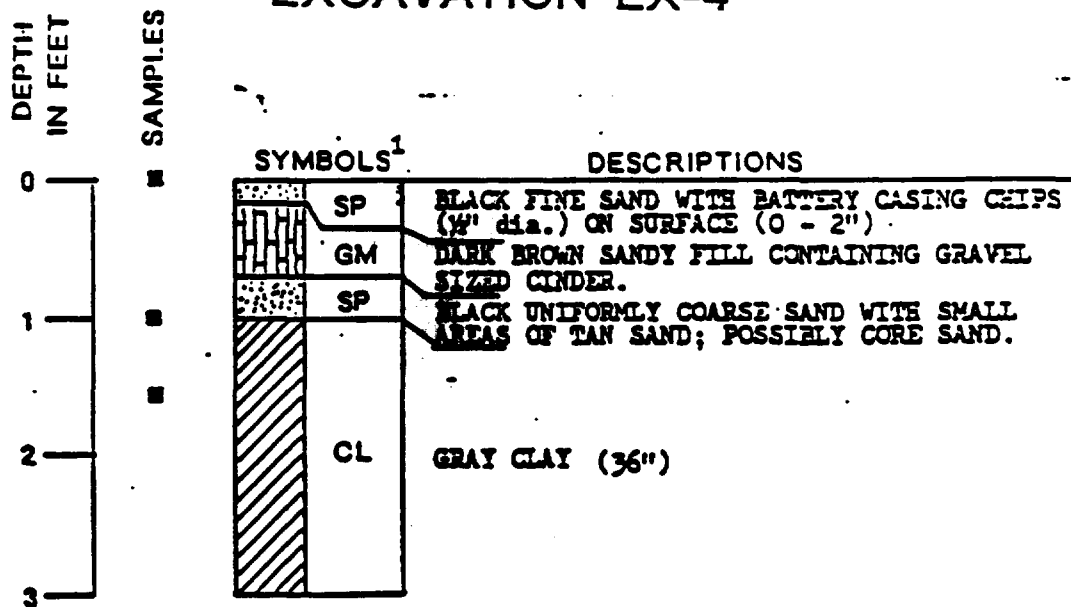 EXCAVATION EX-4
DEPTH
IN FEET
SAMPLES
SYMBOLS1
DESCRIPTIONS
0
SP
BLACK FINE SAND WITH BATTERY CASING CHIPS
(½" dia.) ON SURFACE (0 - 2")
GM
DARK BROWN SANDY FILL CONTAINING GRAVEL
SIZED CINDER.
SP
BLACK UNIFORMLY COARSE SAND WITH SMALL
AREAS OF TAN SAND; POSSIBLY CORE SAND.
1
2
CL
GRAY CLAY (36")
3